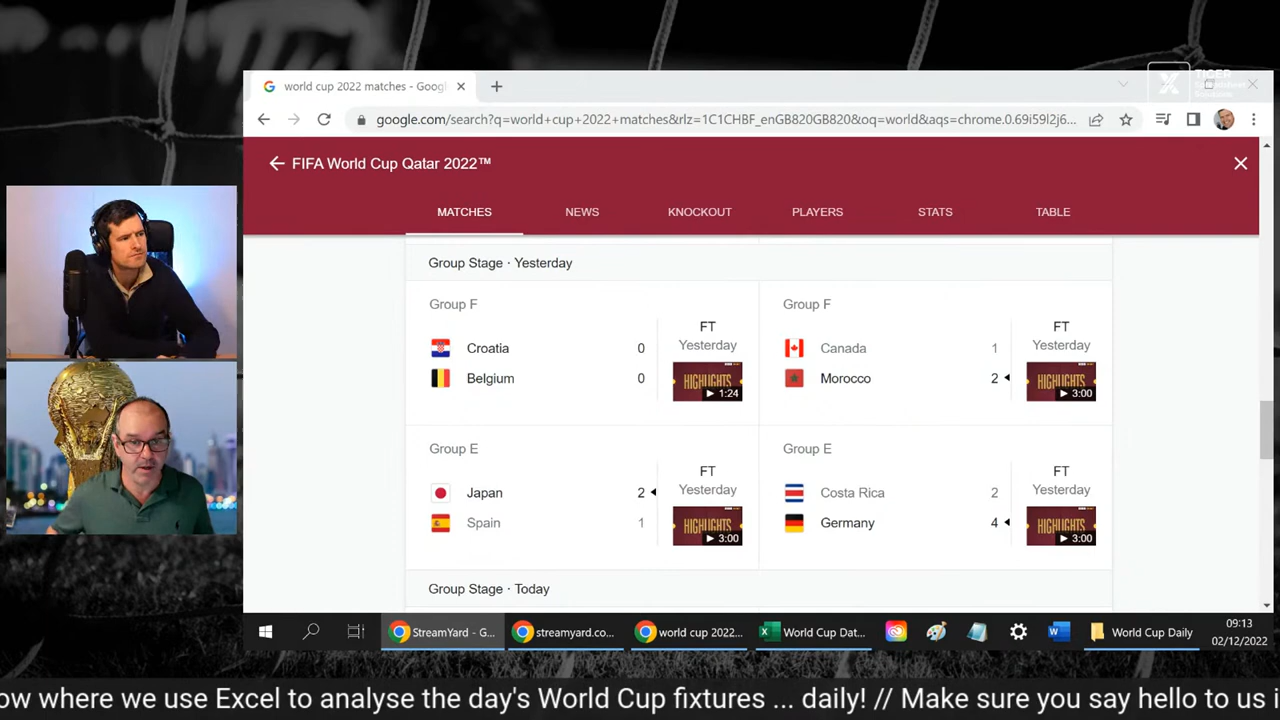 world cup 2022 matches - Googl
TIGER
Spreadsheet
Solutions
google.com/search?q=world+cup+2022+matches&rlz=1C1CHBF_enGB820GB820&oq=world&aqs=chrome.0.69i59l2j6...
FIFA World Cup Qatar 2022™
MATCHES NEWS KNOCKOUT PLAYERS STATS TABLE
Group Stage · Yesterday
Group F
FT
Croatia 0
Yesterday
Belgium 0
HIGHLIGHTS
1:24
Group F
FT
Canada 1
Yesterday
Morocco 2
HIGHLIGHTS
3:00
Group E
FT
Japan 2
Yesterday
Spain 1
HIGHLIGHTS
3:00
Group E
FT
Costa Rica 2
Yesterday
Germany 4
HIGHLIGHTS
3:00
Group Stage · Today
StreamYard - G... streamyard.co... world cup 2022... World Cup Dat... World Cup Daily
09:13
02/12/2022
ow where we use Excel to analyse the day's World Cup fixtures ... daily! // Make sure you say hello to us i